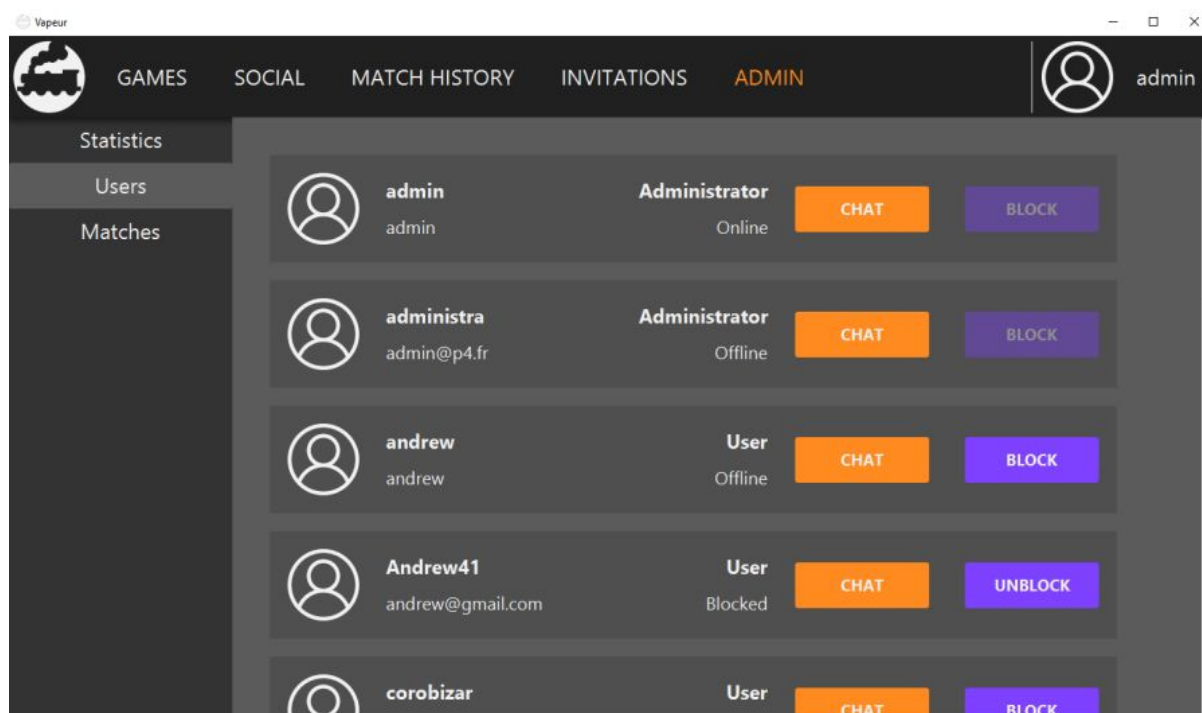 Vapeur
GAMES SOCIAL MATCH HISTORY INVITATIONS ADMIN admin
Statistics
Users
Matches
admin Administrator
admin Online
CHAT BLOCK
administra Administrator
admin@p4.fr Offline
CHAT BLOCK
andrew User
andrew Offline
CHAT BLOCK
Andrew41 User
andrew@gmail.com Blocked
CHAT UNBLOCK
corobizar User
CHAT BLOCK